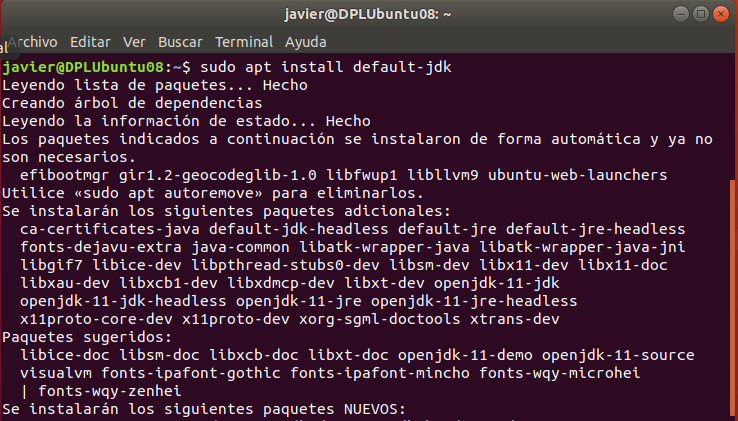 javier@DPLUbuntu08: ~
Archivo Editar Ver Buscar Terminal Ayuda
al
javier@DPLUbuntu08:~$ sudo apt install default-jdk
Leyendo lista de paquetes... Hecho
Creando árbol de dependencias
Leyendo la información de estado... Hecho
Los paquetes indicados a continuación se instalaron de forma automática y ya no
son necesarios.
efibootmgr gir1.2-geocodeglib-1.0 libfwup1 libllvm9 ubuntu-web-launchers
Utilice «sudo apt autoremove» para eliminarlos.
Se instalarán los siguientes paquetes adicionales:
ca-certificates-java default-jdk-headless default-jre default-jre-headless
fonts-dejavu-extra java-common libatk-wrapper-java libatk-wrapper-java-jni
libgif7 libice-dev libpthread-stubs0-dev libsm-dev libx11-dev libx11-doc
libxau-dev libxcb1-dev libxdmcp-dev libxt-dev openjdk-11-jdk
openjdk-11-jdk-headless openjdk-11-jre openjdk-11-jre-headless
x11proto-core-dev x11proto-dev xorg-sgml-doctools xtrans-dev
Paquetes sugeridos:
libice-doc libsm-doc libxcb-doc libxt-doc openjdk-11-demo openjdk-11-source
visualvm fonts-ipafont-gothic fonts-ipafont-mincho fonts-wqy-microhei
| fonts-wqy-zenhei
Se instalarán los siguientes paquetes NUEVOS: